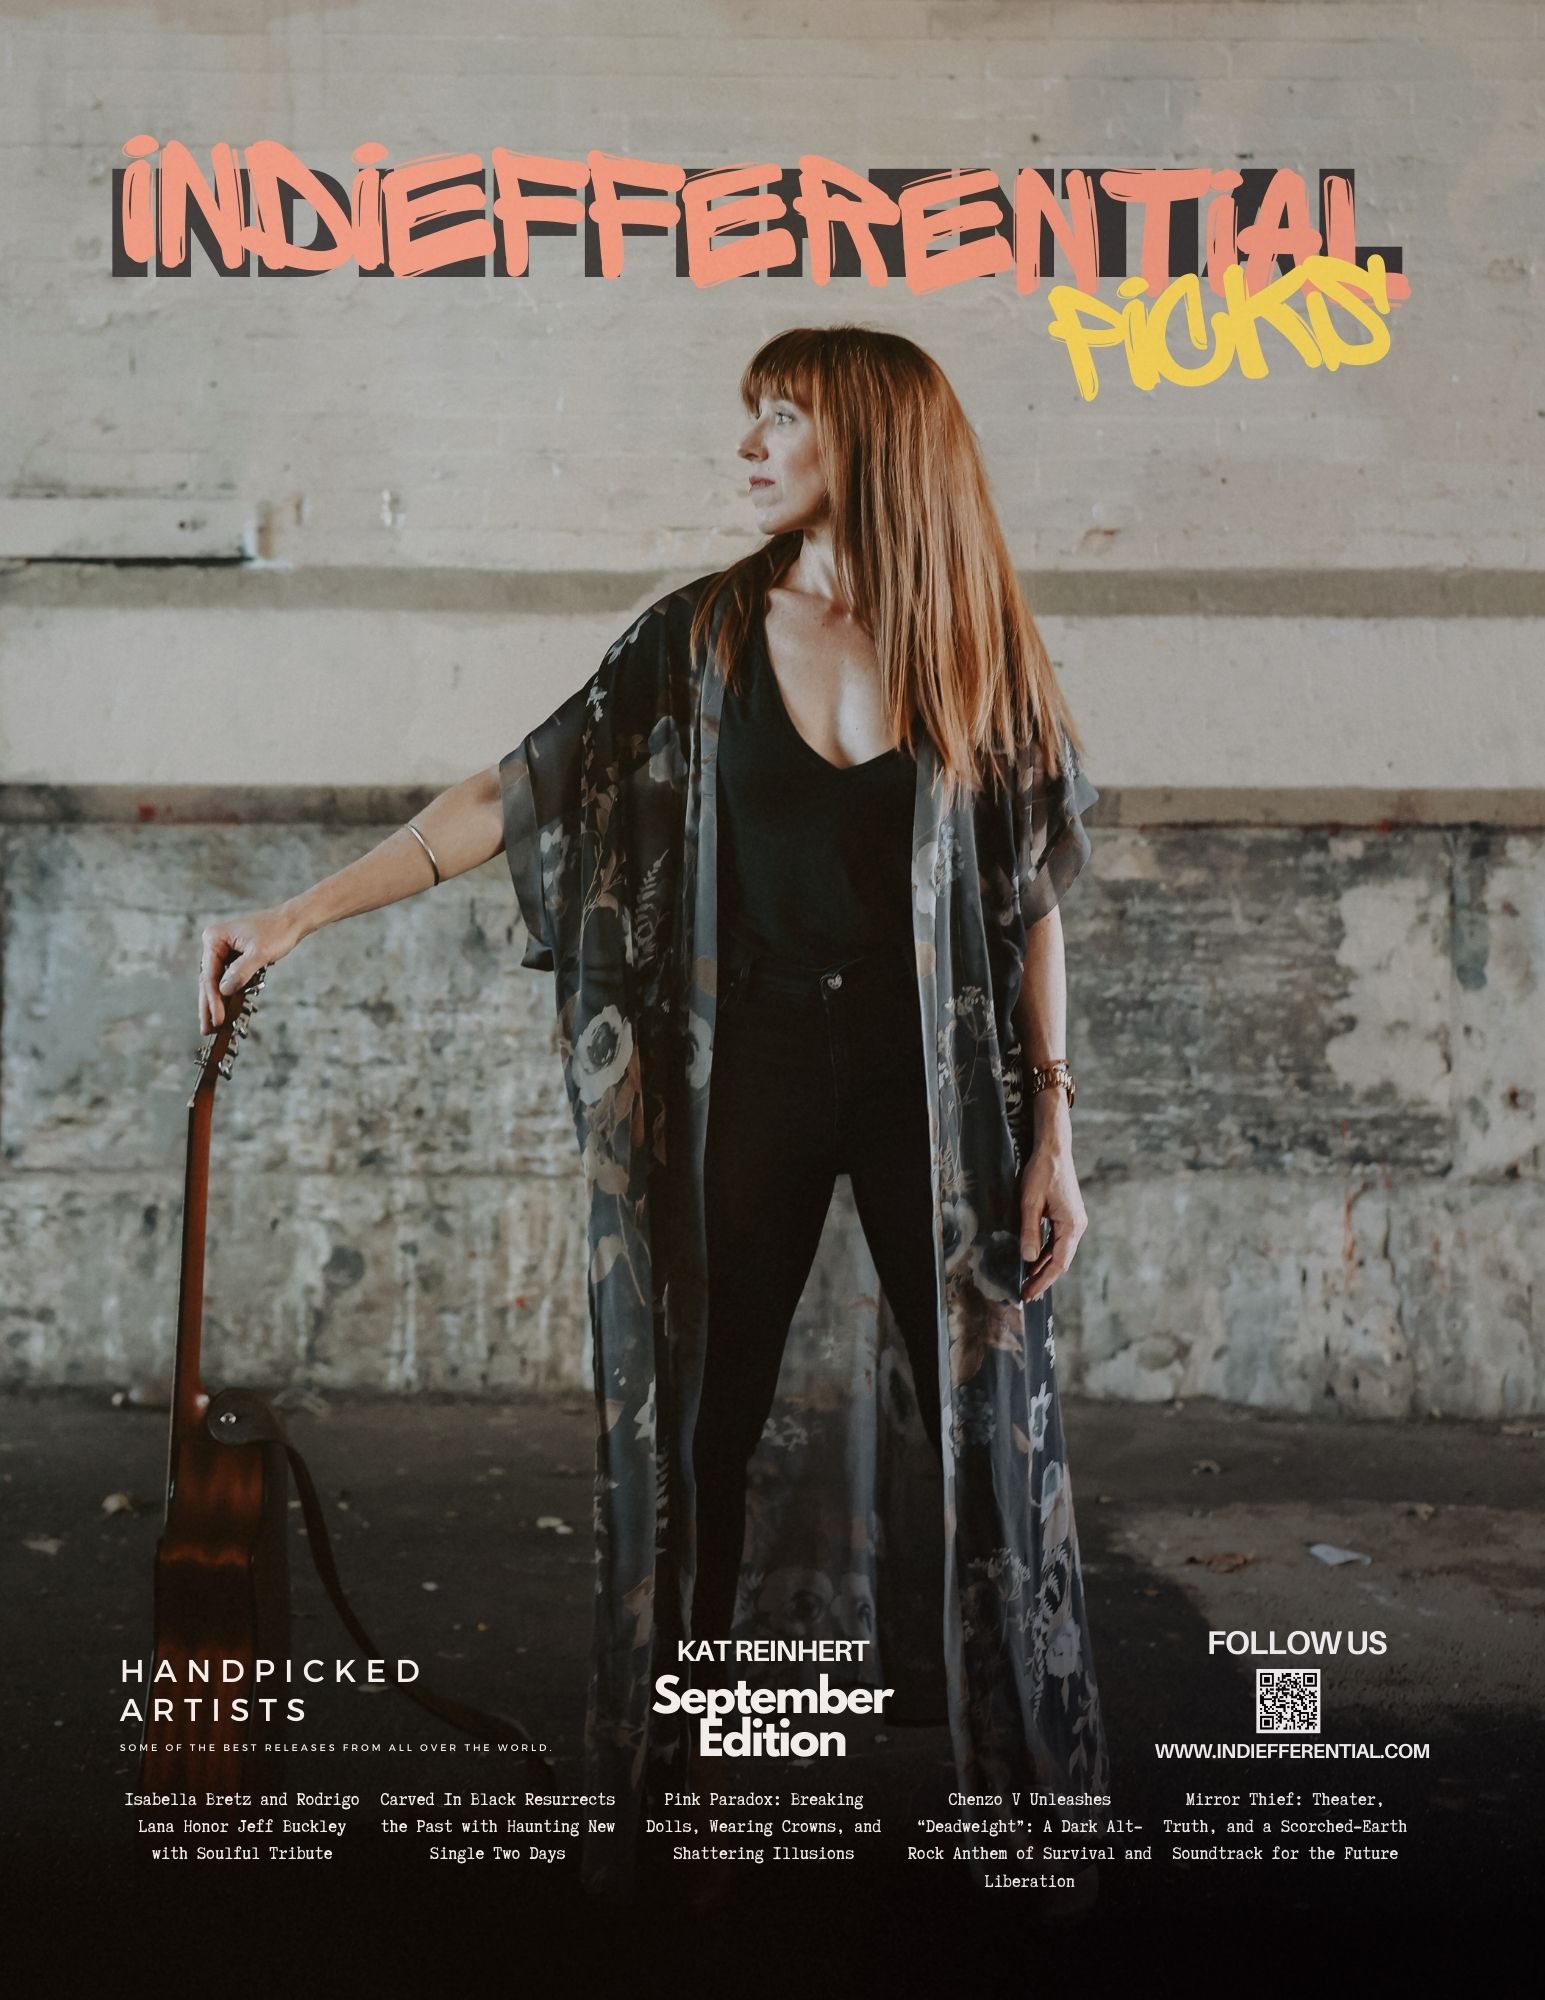 INDIEFFERENTIAL
PICKS
HANDPICKED
ARTISTS
SOME OF THE BEST RELEASES FROM ALL OVER THE WORLD.
KAT REINHERT
September
Edition
FOLLOW US
WWW.INDIEFFERENTIAL.COM
Isabella Bretz and Rodrigo
Lana Honor Jeff Buckley
with Soulful Tribute
Carved In Black Resurrects
the Past with Haunting New
Single Two Days
Pink Paradox: Breaking
Dolls, Wearing Crowns, and
Shattering Illusions
Chenzo V Unleashes
“Deadweight”: A Dark Alt-
Rock Anthem of Survival and
Liberation
Mirror Thief: Theater,
Truth, and a Scorched-Earth
Soundtrack for the Future